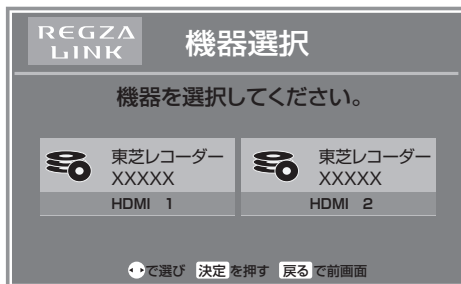 REGZA
LINK
機器選択
機器を選択してください。
東芝レコーダー
XXXXX
HDMI 1
東芝レコーダー
XXXXX
HDMI 2
で選び 決定 を押す 戻る で前画面